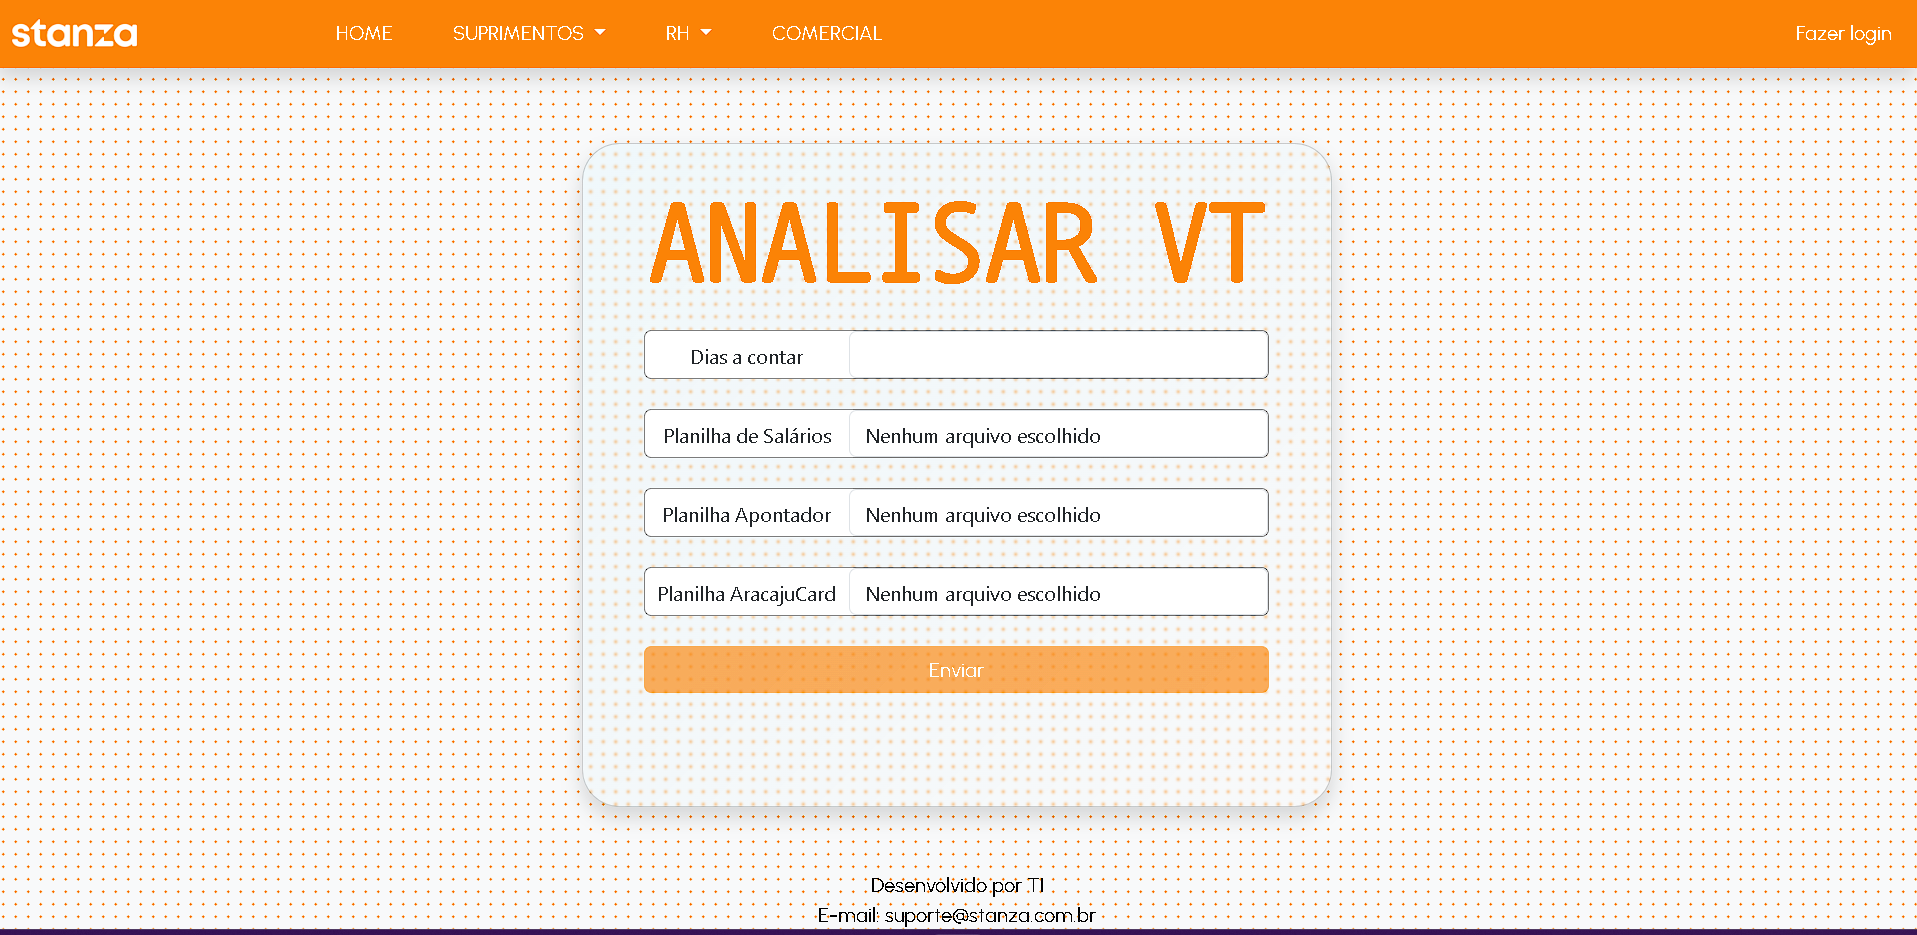 stanza HOME SUPRIMENTOS RH COMERCIAL Fazer login
ANALISAR VT
Dias a contar
Planilha de Salários Nenhum arquivo escolhido
Planilha Apontador Nenhum arquivo escolhido
Planilha AracajuCard Nenhum arquivo escolhido
Enviar
Desenvolvido por TI
E-mail: suporte@stanza.com.br